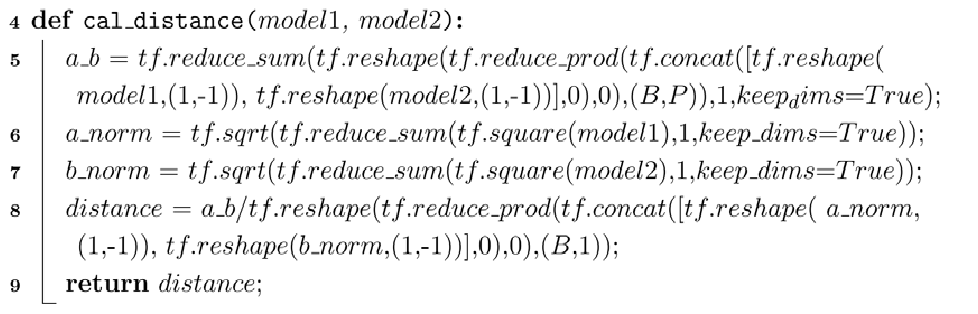 4 def cal_distance(model1, model2):
5 a_b = tf.reduce_sum(tf.reshape(tf.reduce_prod(tf.concat([tf.reshape(
model1,(1,-1)), tf.reshape(model2,(1,-1))],0),0),(B,P)),1,keep_dims=True);
6 a_norm = tf.sqrt(tf.reduce_sum(tf.square(model1),1,keep_dims=True));
7 b_norm = tf.sqrt(tf.reduce_sum(tf.square(model2),1,keep_dims=True));
8 distance = a_b/tf.reshape(tf.reduce_prod(tf.concat([tf.reshape( a_norm,
(1,-1)), tf.reshape(b_norm,(1,-1))],0),0),(B,1));
9 return distance;